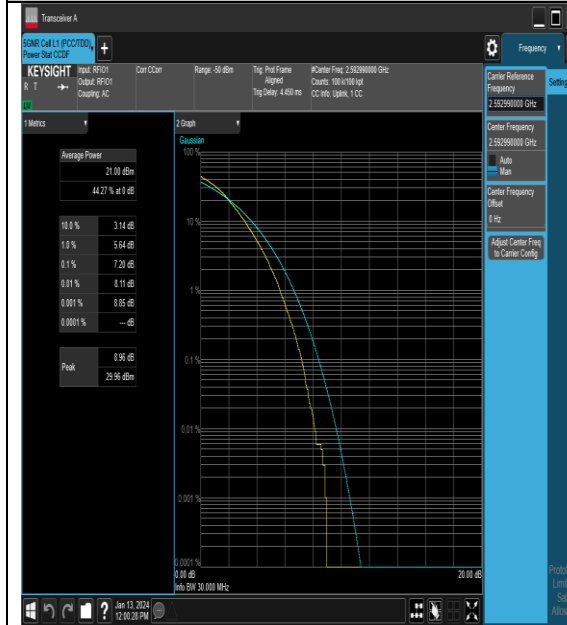 Transceiver A
5GNR Cell L1 (PCC/TDD)
Power Stat CCDF
Frequency
KEYSIGHT
R T
LV
Input: RFIO1
Output: RFIO1
Coupling: AC
Corr CCorr
Range: -50 dBm
Trig: Prot Frame
Aligned
Trig Delay: 4.450 ms
#Center Freq: 2.592990000 GHz
Counts: 100 k/100 kpt
CC Info: Uplink, 1 CC
Carrier Reference
Frequency
2.592990000 GHz
Center Frequency
2.592990000 GHz
Auto
Man
Center Frequency
Offset
0 Hz
Adjust Center Freq
to Carrier Config
1 Metrics
Average Power
21.00 dBm
44.27 % at 0 dB
10.0 % 3.14 dB
1.0 % 5.64 dB
0.1 % 7.20 dB
0.01 % 8.11 dB
0.001 % 8.85 dB
0.0001 % --- dB
Peak
8.96 dB
29.96 dBm
2 Graph
Gaussian
100 %
10 %
1 %
0.1 %
0.01 %
0.001 %
0.0001 %
0.00 dB
20.00 dB
Info BW 30.000 MHz
Jan 13, 2024
12:00:28 PM